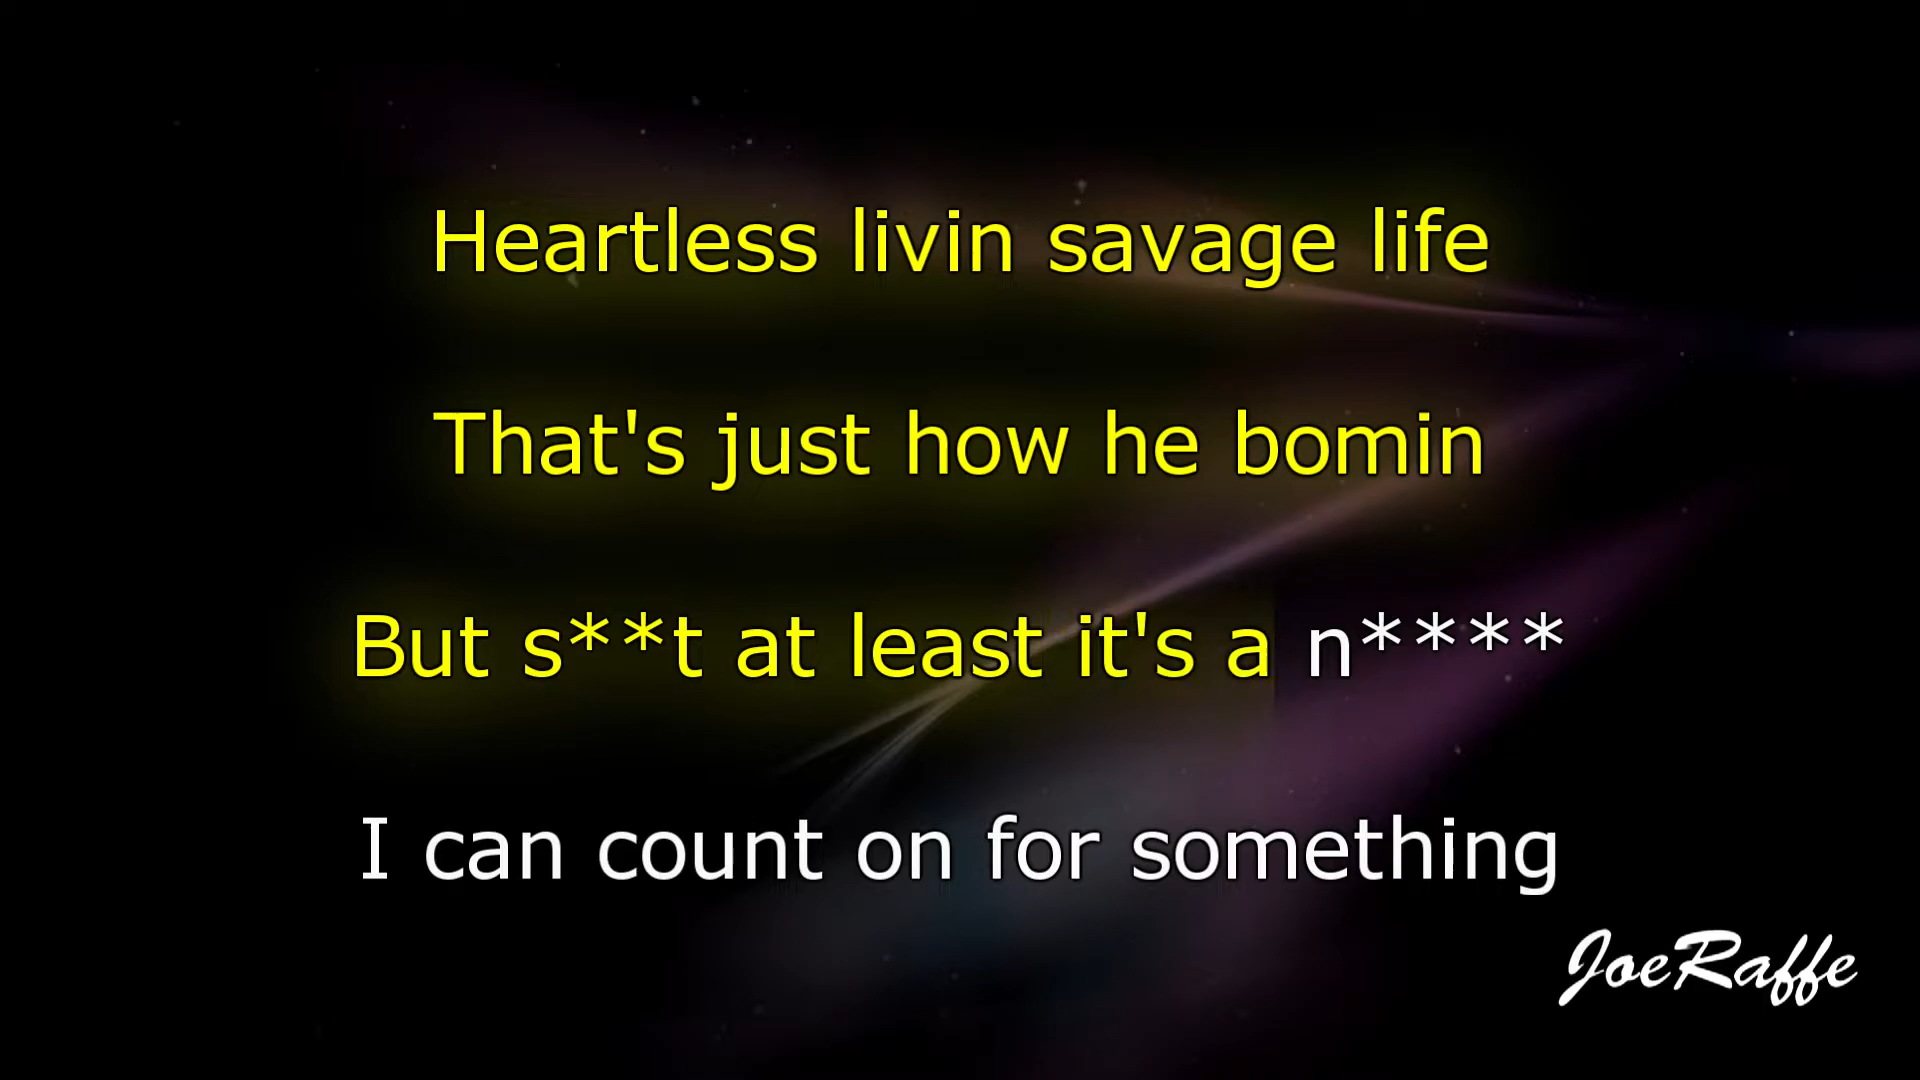 Heartless livin savage life
That's just how he bomin
But s**t at least it's a n****
I can count on for something
JoeRaffe